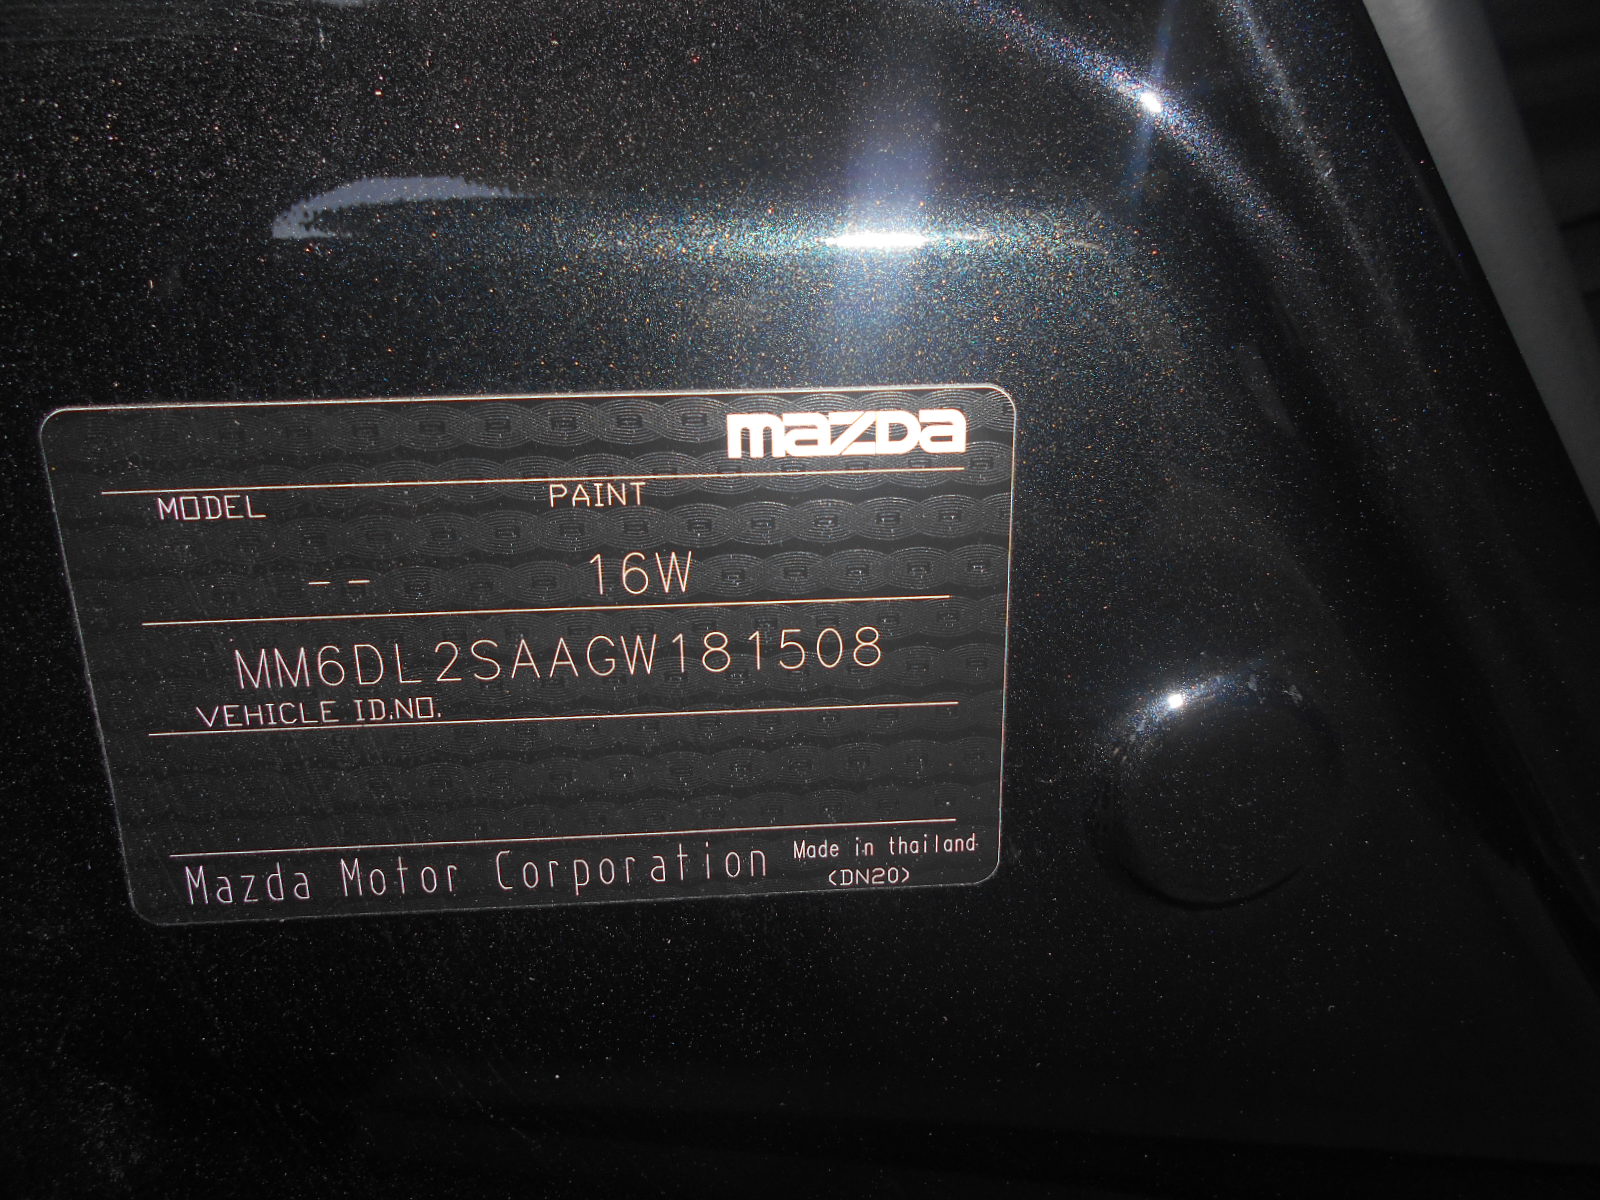 mazda
MODEL PAINT
-- 16W
MM6DL2SAAGW181508
VEHICLE ID.NO.
Mazda Motor Corporation Made in thailand
(DN20)